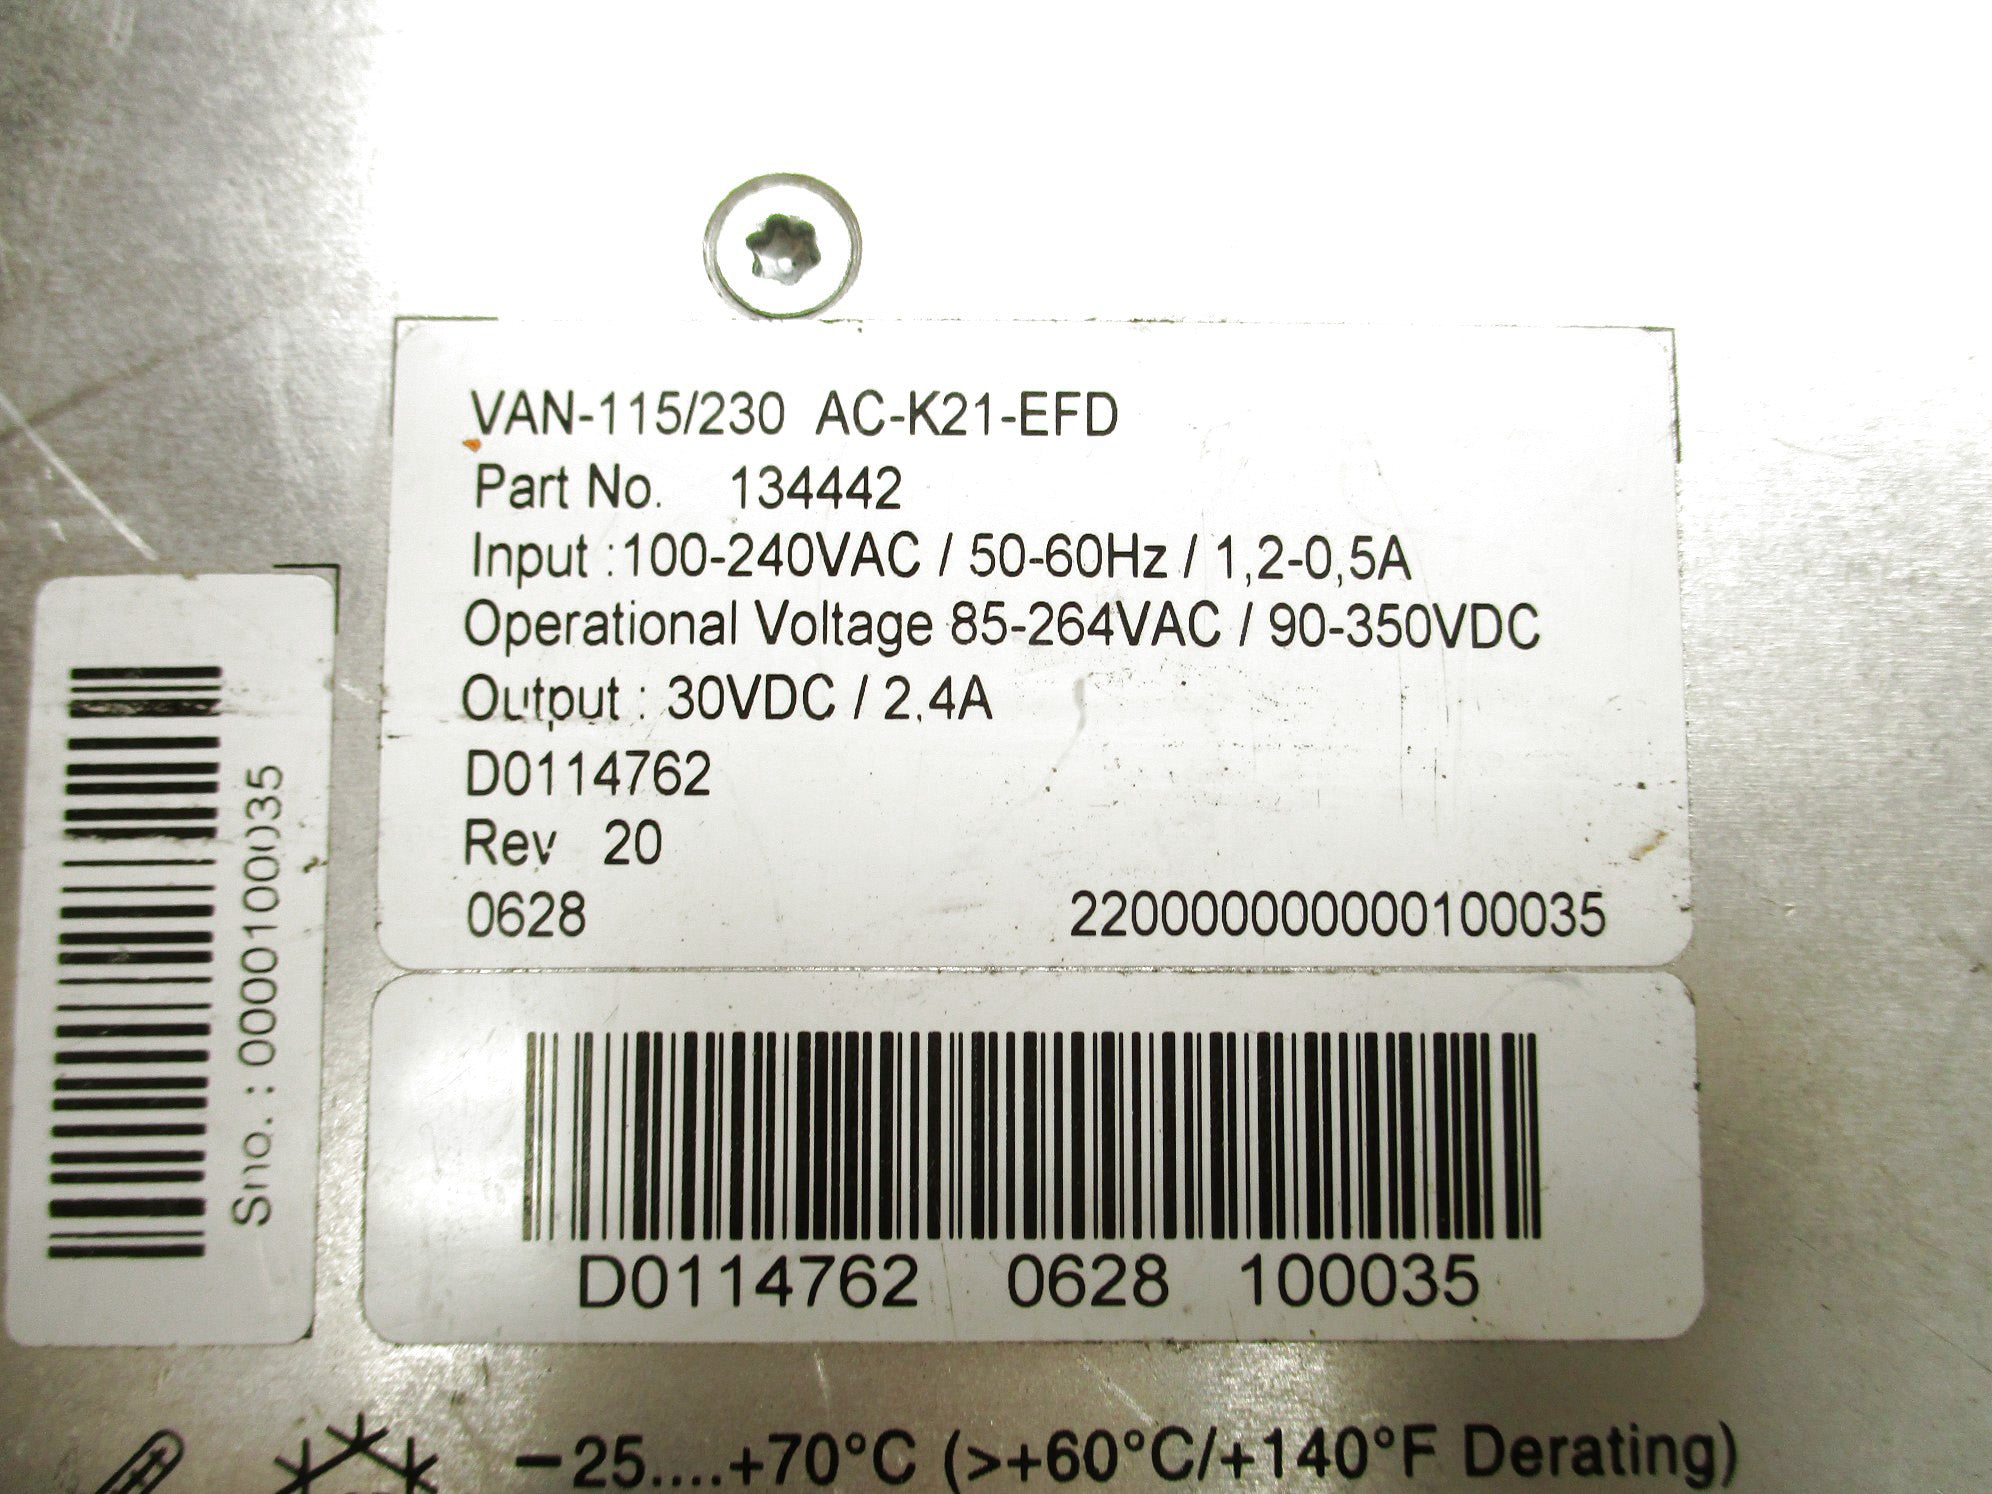 VAN-115/230 AC-K21-EFD
Part No. 134442
Input :100-240VAC / 50-60Hz / 1,2-0,5A
Operational Voltage 85-264VAC / 90-350VDC
Output : 30VDC / 2,4A
D0114762
Rev 20
0628 220000000000100035
Sno. : 0000100035
D0114762 0628 100035
−25....+70°C (>+60°C/+140°F Derating)